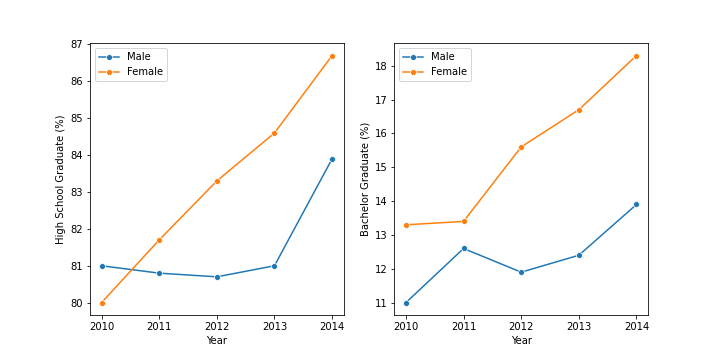 High School Graduate (%)
87
86
85
84
83
82
81
80
Male
Female
2010 2011 2012 2013 2014
Year
Bachelor Graduate (%)
18
17
16
15
14
13
12
11
Male
Female
2010 2011 2012 2013 2014
Year